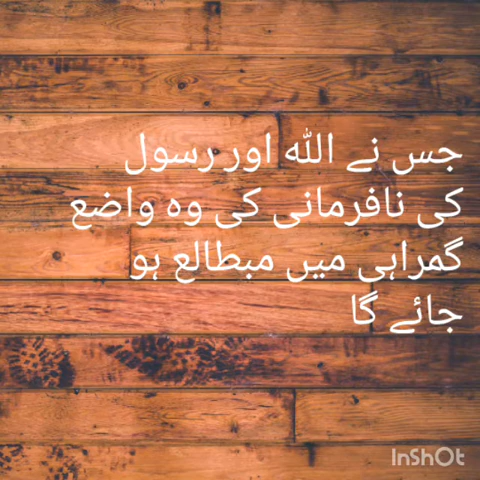 جس نے اللہ اور رسول
کی نافرمانی کی وہ واضع
گمراہی میں مبطالع ہو
جائے گا
InShOt